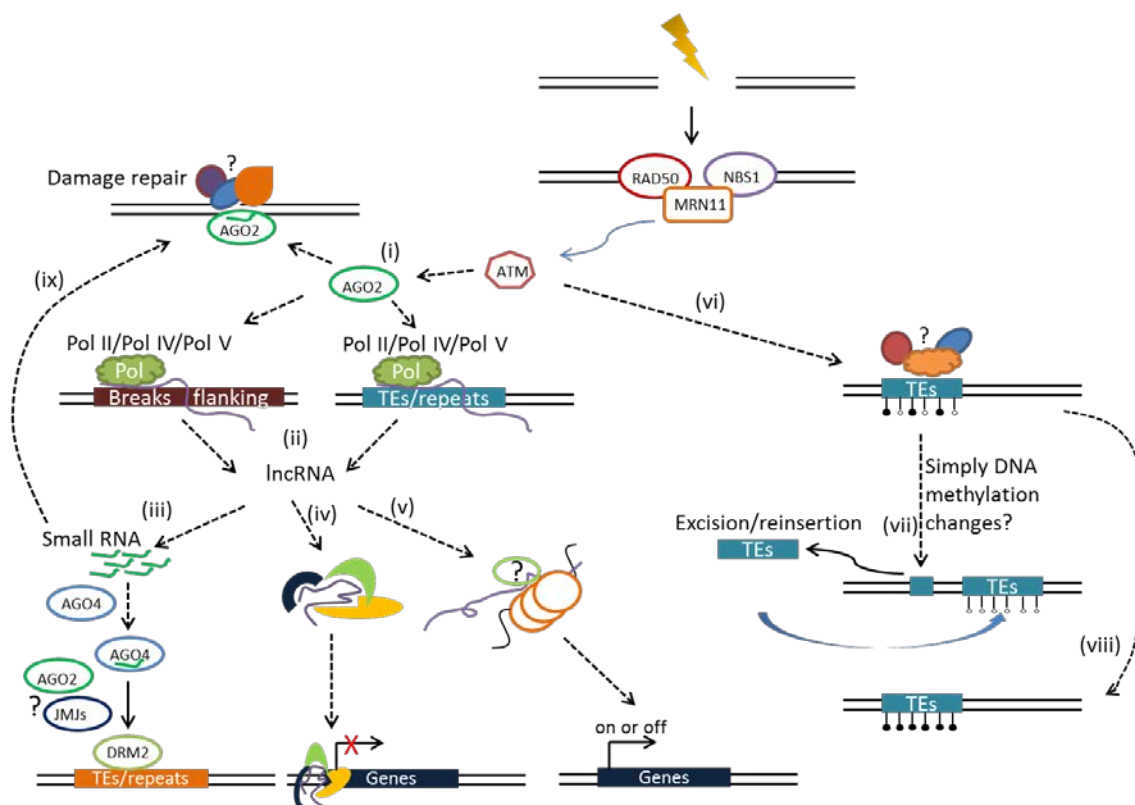 RAD50
NBS1
MRN11
Damage repair
?
AGO2
(i)
ATM
AGO2
(ix)
(vi)
Pol II/Pol IV/Pol V
Pol II/Pol IV/Pol V
Pol
Pol
Breaks flanking
TEs/repeats
?
TEs
(ii)
lncRNA
(iii)
(iv)
(v)
Small RNA
AGO4
AGO4
AGO2
?
JMJs
DRM2
TEs/repeats
X
Genes
?
on or off
Genes
Simply DNA
methylation
changes?
(vii)
Excision/reinsertion
TEs
TEs
(viii)
TEs